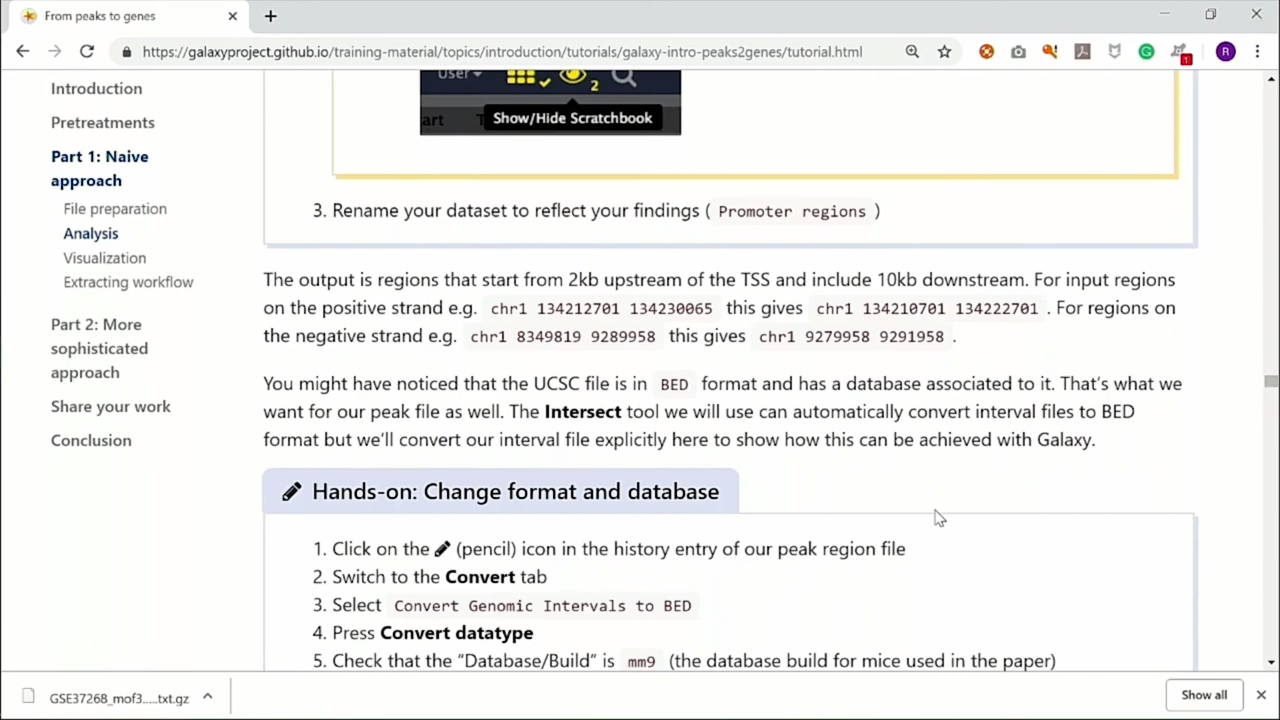 From peaks to genes
https://galaxyproject.github.io/training-material/topics/introduction/tutorials/galaxy-intro-peaks2genes/tutorial.html
1
R
Introduction
Pretreatments
Part 1: Naive
approach
File preparation
Analysis
Visualization
Extracting workflow
Part 2: More
sophisticated
approach
Share your work
Conclusion
User
2
art
Show/Hide Scratchbook
3. Rename your dataset to reflect your findings ( Promoter regions )
The output is regions that start from 2kb upstream of the TSS and include 10kb downstream. For input regions
on the positive strand e.g. chr1 134212701 134230065 this gives chr1 134210701 134222701 . For regions on
the negative strand e.g. chr1 8349819 9289958 this gives chr1 9279958 9291958 .
You might have noticed that the UCSC file is in BED format and has a database associated to it. That's what we
want for our peak file as well. The Intersect tool we will use can automatically convert interval files to BED
format but we'll convert our interval file explicitly here to show how this can be achieved with Galaxy.
Hands-on: Change format and database
1. Click on the (pencil) icon in the history entry of our peak region file
2. Switch to the Convert tab
3. Select Convert Genomic Intervals to BED
4. Press Convert datatype
5. Check that the "Database/Build" is mm9 (the database build for mice used in the paper)
GSE37268_mof3.....txt.gz
Show all